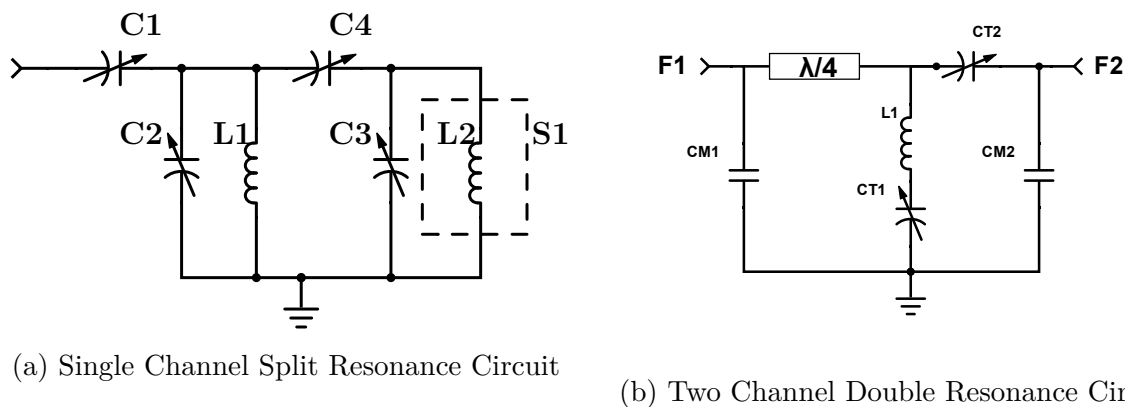 C1
C4
C2
L1
C3
L2
S1
(a) Single Channel Split Resonance Circuit
CT2
F1
λ/4
F2
L1
CM1
CM2
CT1
(b) Two Channel Double Resonance Cir